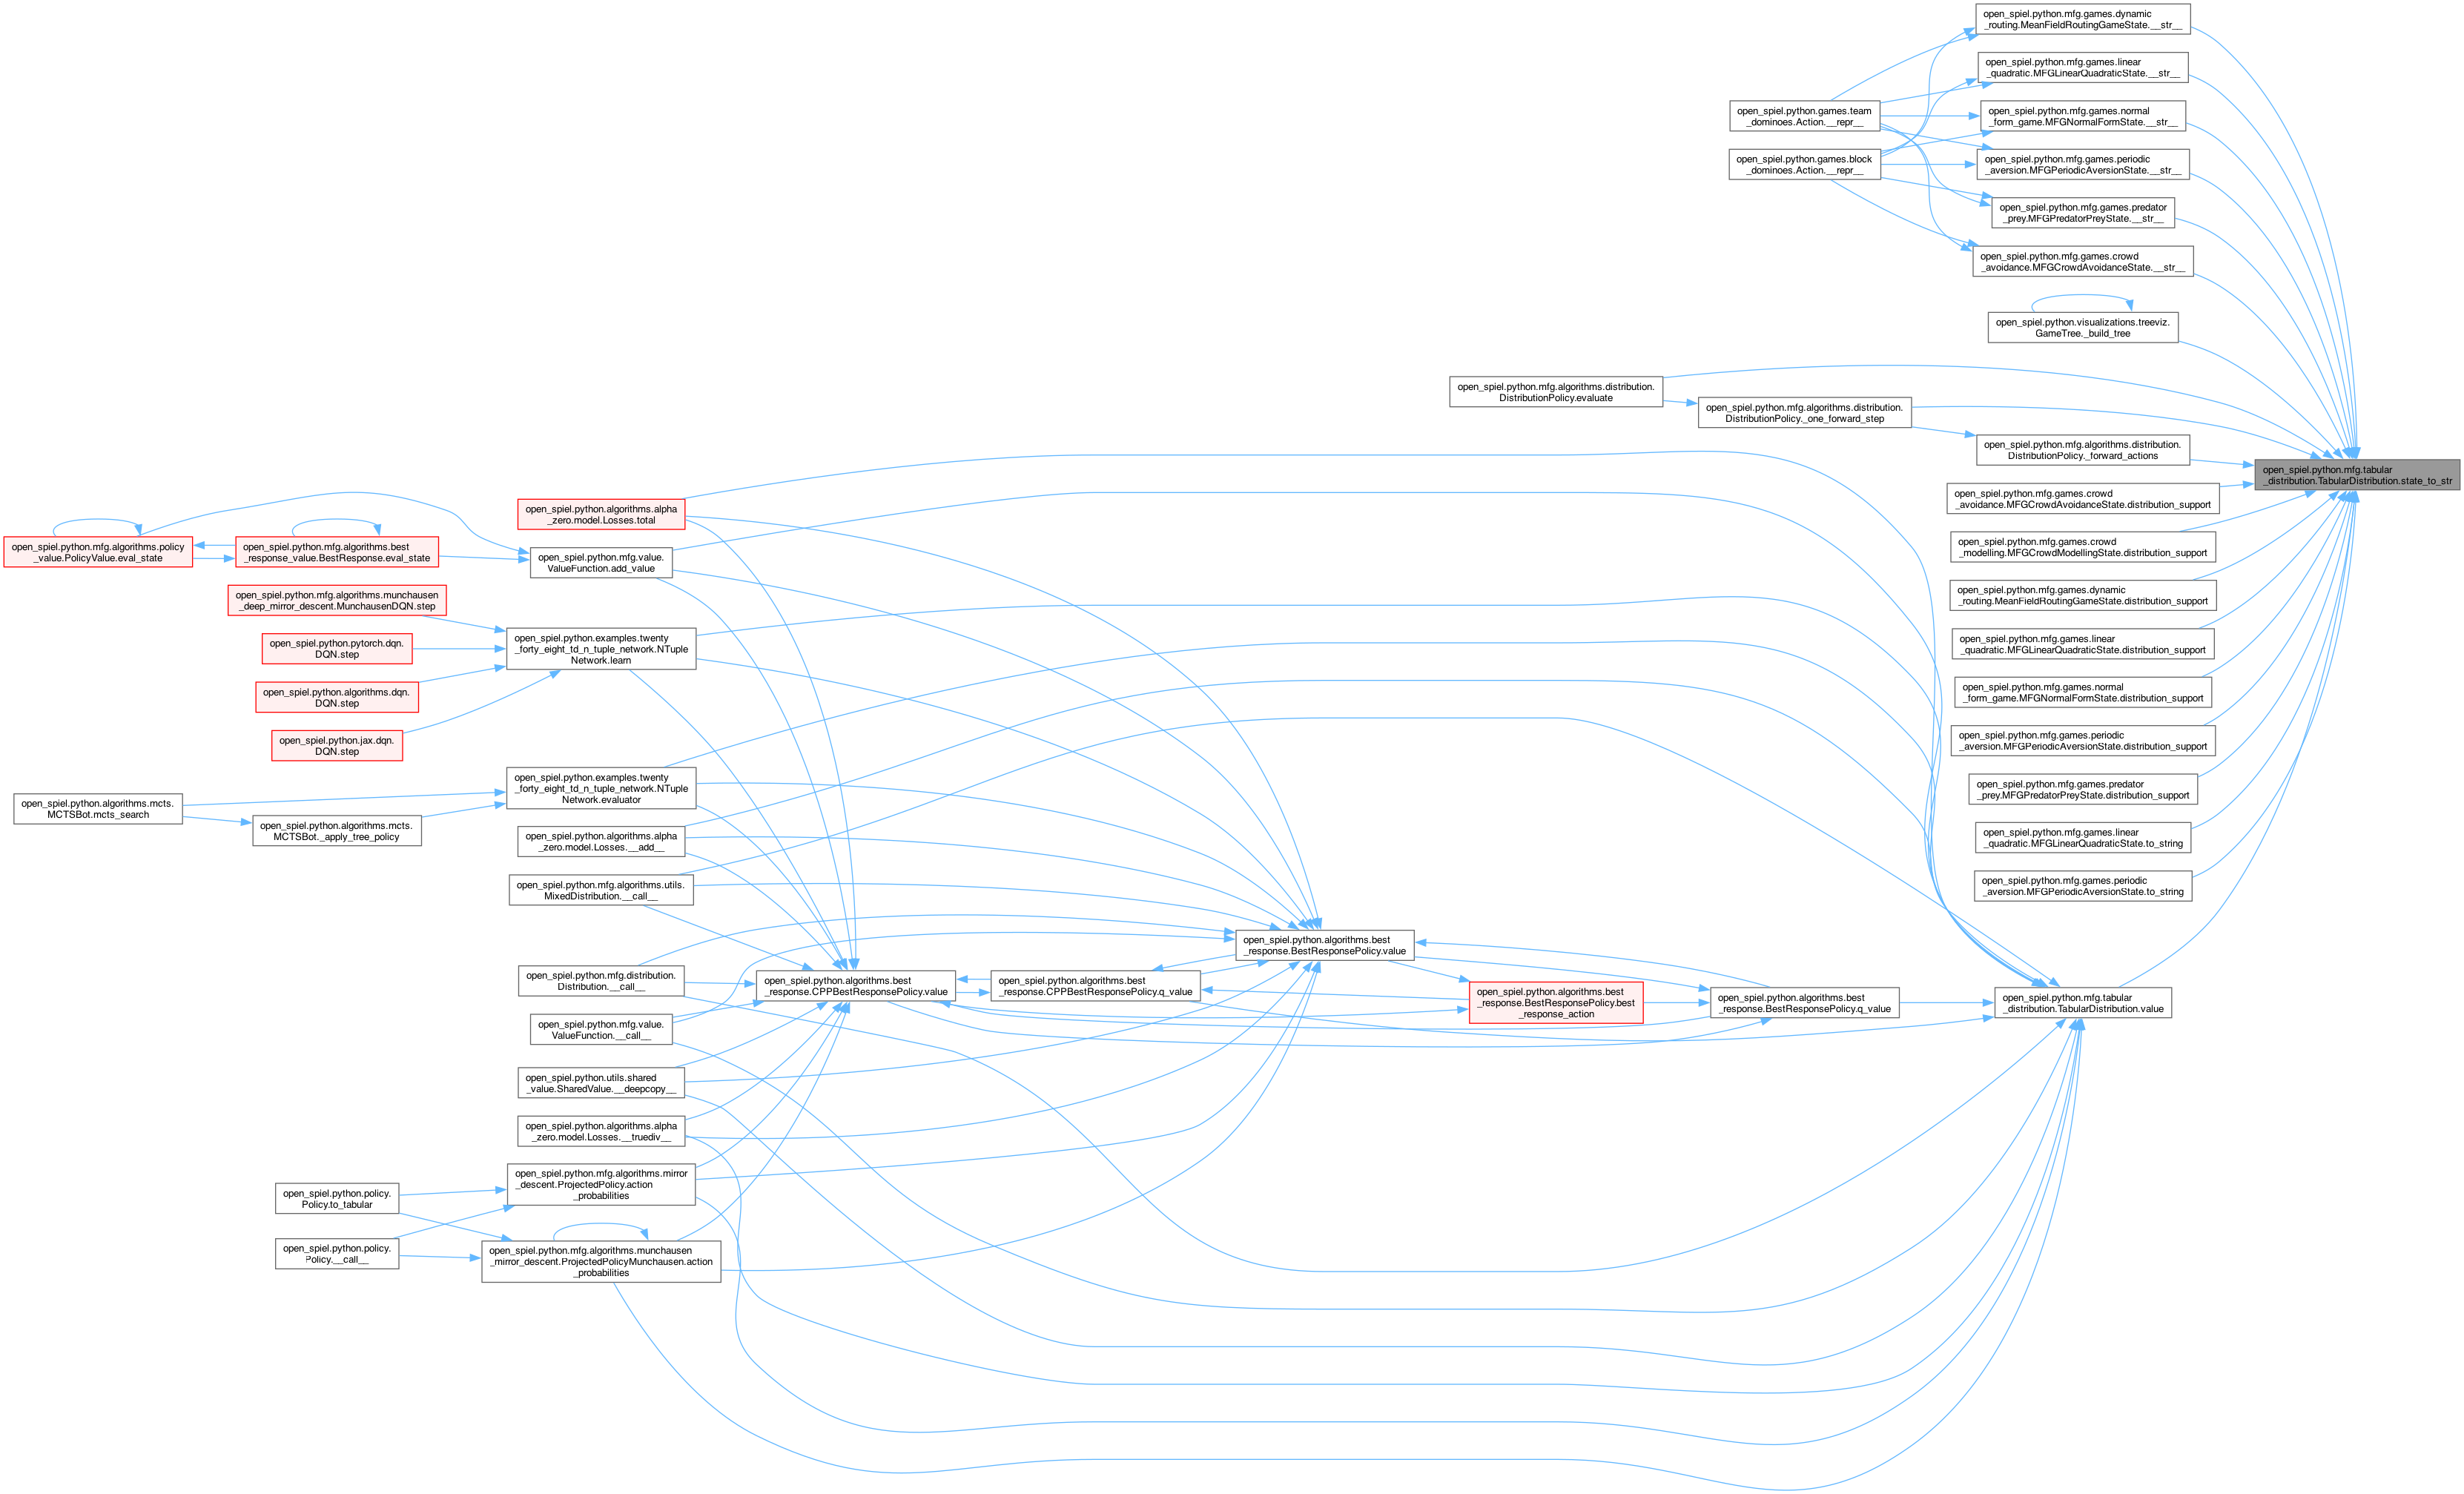 open_spiel.python.mfg.games.dynamic
_routing.MeanFieldRoutingGameState.__str__
open_spiel.python.mfg.games.linear
_quadratic.MFGLinearQuadraticState.__str__
open_spiel.python.games.team
_dominoes.Action.__repr__
open_spiel.python.mfg.games.normal
_form_game.MFGNormalFormState.__str__
open_spiel.python.games.block
_dominoes.Action.__repr__
open_spiel.python.mfg.games.periodic
_aversion.MFGPeriodicAversionState.__str__
open_spiel.python.mfg.games.predator
_prey.MFGPredatorPreyState.__str__
open_spiel.python.mfg.games.crowd
_avoidance.MFGCrowdAvoidanceState.__str__
open_spiel.python.visualizations.treeviz.
GameTree._build_tree
open_spiel.python.mfg.algorithms.distribution.
DistributionPolicy.evaluate
open_spiel.python.mfg.algorithms.distribution.
DistributionPolicy._one_forward_step
open_spiel.python.mfg.algorithms.distribution.
DistributionPolicy._forward_actions
open_spiel.python.mfg.tabular
_distribution.TabularDistribution.state_to_str
open_spiel.python.mfg.games.crowd
_avoidance.MFGCrowdAvoidanceState.distribution_support
open_spiel.python.algorithms.alpha
_zero.model.Losses.total
open_spiel.python.mfg.algorithms.policy
_value.PolicyValue.eval_state
open_spiel.python.mfg.algorithms.best
_response_value.BestResponse.eval_state
open_spiel.python.mfg.value.
ValueFunction.add_value
open_spiel.python.mfg.games.crowd
_modelling.MFGCrowdModellingState.distribution_support
open_spiel.python.mfg.algorithms.munchausen
_deep_mirror_descent.MunchausenDQN.step
open_spiel.python.mfg.games.dynamic
_routing.MeanFieldRoutingGameState.distribution_support
open_spiel.python.pytorch.dqn.
DQN.step
open_spiel.python.examples.twenty
_forty_eight_td_n_tuple_network.NTuple
Network.learn
open_spiel.python.mfg.games.linear
_quadratic.MFGLinearQuadraticState.distribution_support
open_spiel.python.algorithms.dqn.
DQN.step
open_spiel.python.mfg.games.normal
_form_game.MFGNormalFormState.distribution_support
open_spiel.python.jax.dqn.
DQN.step
open_spiel.python.mfg.games.periodic
_aversion.MFGPeriodicAversionState.distribution_support
open_spiel.python.examples.twenty
_forty_eight_td_n_tuple_network.NTuple
Network.evaluator
open_spiel.python.mfg.games.predator
_prey.MFGPredatorPreyState.distribution_support
open_spiel.python.algorithms.mcts.
MCTSBot.mcts_search
open_spiel.python.algorithms.mcts.
MCTSBot._apply_tree_policy
open_spiel.python.algorithms.alpha
_zero.model.Losses.__add__
open_spiel.python.mfg.games.linear
_quadratic.MFGLinearQuadraticState.to_string
open_spiel.python.mfg.algorithms.utils.
MixedDistribution.__call__
open_spiel.python.mfg.games.periodic
_aversion.MFGPeriodicAversionState.to_string
open_spiel.python.algorithms.best
_response.BestResponsePolicy.value
open_spiel.python.mfg.distribution.
Distribution.__call__
open_spiel.python.algorithms.best
_response.CPPBestResponsePolicy.value
open_spiel.python.algorithms.best
_response.CPPBestResponsePolicy.q_value
open_spiel.python.algorithms.best
_response.BestResponsePolicy.best
_response_action
open_spiel.python.algorithms.best
_response.BestResponsePolicy.q_value
open_spiel.python.mfg.tabular
_distribution.TabularDistribution.value
open_spiel.python.mfg.value.
ValueFunction.__call__
open_spiel.python.utils.shared
_value.SharedValue.__deepcopy__
open_spiel.python.algorithms.alpha
_zero.model.Losses.__truediv__
open_spiel.python.mfg.algorithms.mirror
_descent.ProjectedPolicy.action
_probabilities
open_spiel.python.policy.
Policy.to_tabular
open_spiel.python.policy.
Policy.__call__
open_spiel.python.mfg.algorithms.munchausen
_mirror_descent.ProjectedPolicyMunchausen.action
_probabilities